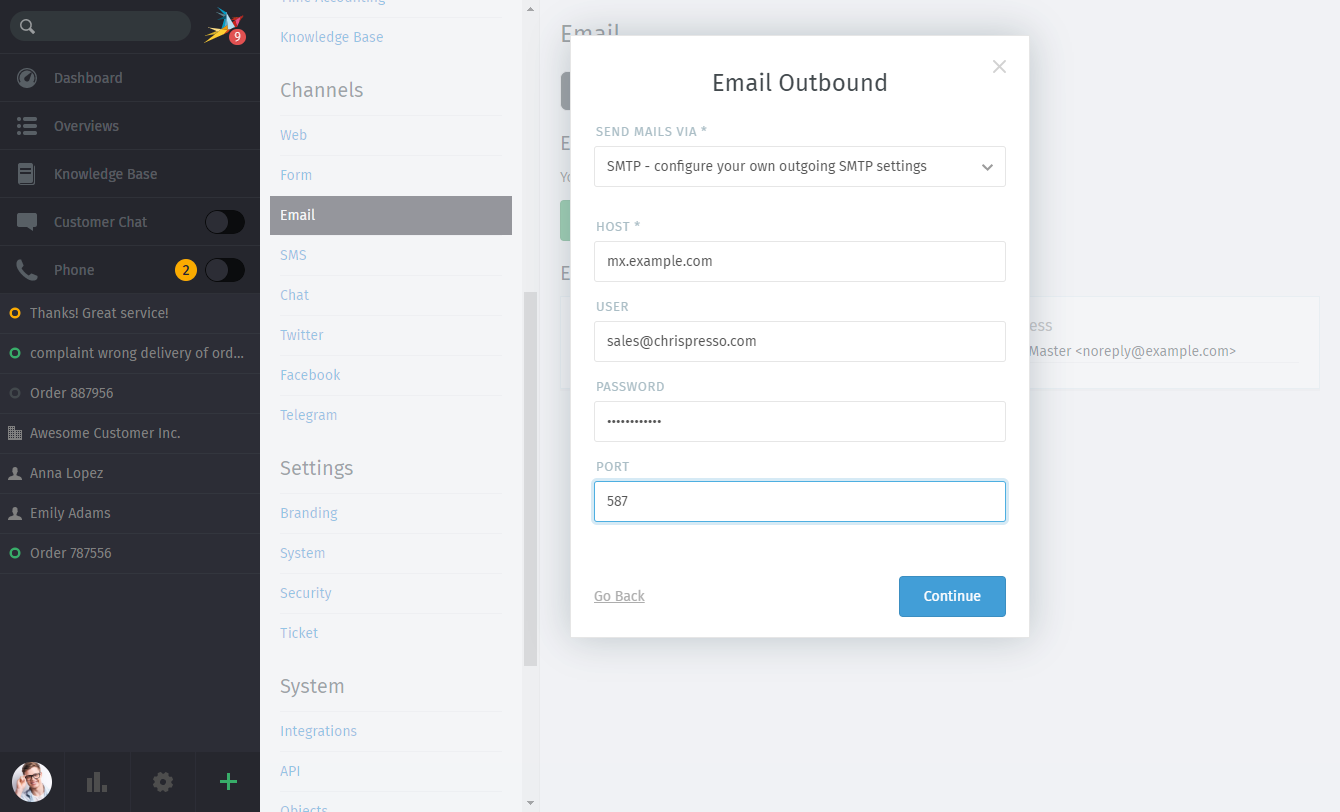 9
Dashboard
Overviews
Knowledge Base
Customer Chat
Phone 2
Thanks! Great service!
complaint wrong delivery of ord...
Order 887956
Awesome Customer Inc.
Anna Lopez
Emily Adams
Order 787556
Time Accounting
Knowledge Base
Channels
Web
Form
Email
SMS
Chat
Twitter
Facebook
Telegram
Settings
Branding
System
Security
Ticket
System
Integrations
API
Objects
Email
Email Outbound
SEND MAILS VIA *
SMTP - configure your own outgoing SMTP settings
HOST *
mx.example.com
USER
sales@chrispresso.com
PASSWORD
••••••••••••
PORT
587
Go Back
Continue
ess
Master <noreply@example.com>